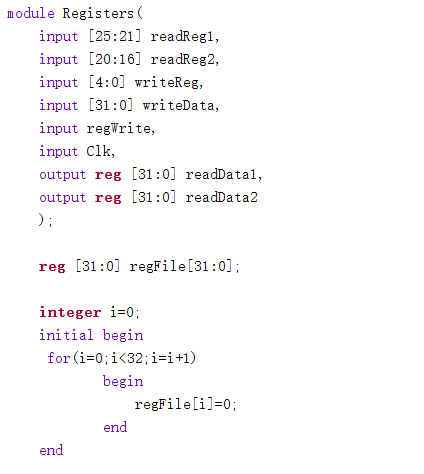 module Registers(
    input [25:21] readReg1,
    input [20:16] readReg2,
    input [4:0] writeReg,
    input [31:0] writeData,
    input regWrite,
    input Clk,
    output reg [31:0] readData1,
    output reg [31:0] readData2
    );

    reg [31:0] regFile[31:0];

    integer i=0;
    initial begin
     for(i=0;i<32;i=i+1)
            begin
                regFile[i]=0;
            end
    end